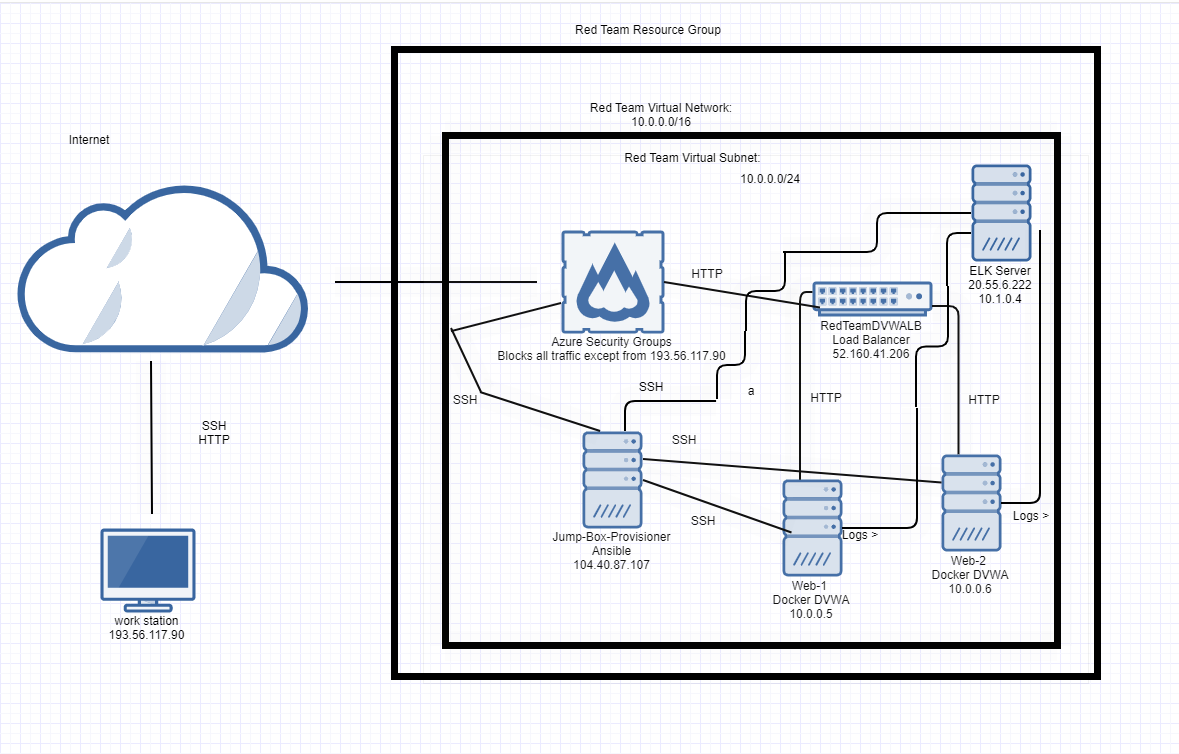 Red Team Resource Group
Red Team Virtual Network:
10.0.0.0/16
Internet
Red Team Virtual Subnet:
10.0.0.0/24
HTTP
ELK Server
20.55.6.222
10.1.0.4
RedTeamDVWALB
Load Balancer
52.160.41.206
Azure Security Groups
Blocks all traffic except from 193.56.117.90
SSH
SSH
a
HTTP
HTTP
SSH
HTTP
SSH
SSH
Logs >
Logs >
Jump-Box-Provisioner
Ansible
104.40.87.107
Web-1
Docker DVWA
10.0.0.5
Web-2
Docker DVWA
10.0.0.6
work station
193.56.117.90